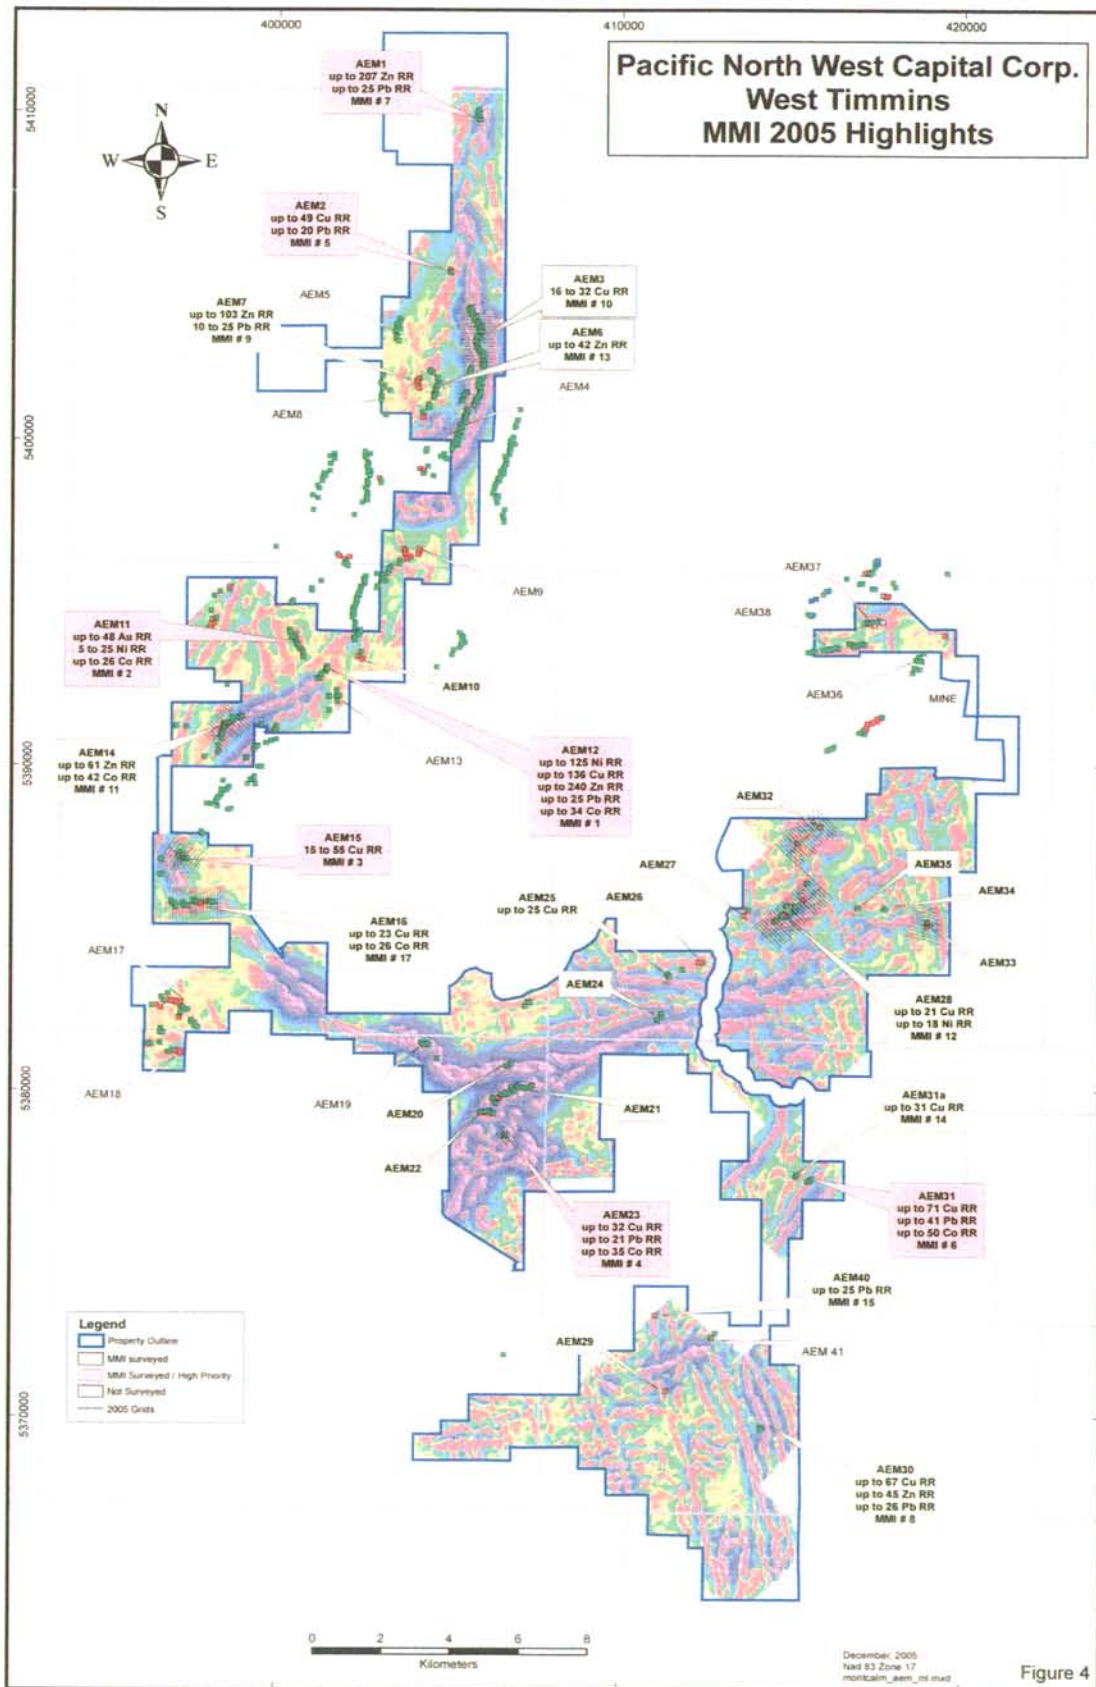 400000
410000
420000
Pacific North West Capital Corp.
West Timmins
MMI 2005 Highlights
5410000
5400000
5390000
5380000
5370000
N
W
E
S
AEM1
up to 207 Zn RR
up to 25 Pb RR
MMI # 7
AEM2
up to 49 Cu RR
up to 20 Pb RR
MMI # 5
AEM5
AEM7
up to 103 Zn RR
10 to 25 Pb RR
MMI # 9
AEM3
16 to 32 Cu RR
MMI # 10
AEM6
up to 42 Zn RR
MMI # 13
AEM4
AEM8
AEM9
AEM37
AEM38
AEM36
MINE
AEM11
up to 48 Au RR
5 to 25 Ni RR
up to 26 Co RR
MMI # 2
AEM10
AEM13
AEM14
up to 61 Zn RR
up to 42 Co RR
MMI # 11
AEM12
up to 125 Ni RR
up to 136 Cu RR
up to 240 Zn RR
up to 25 Pb RR
up to 34 Co RR
MMI # 1
AEM32
AEM15
15 to 55 Cu RR
MMI # 3
AEM27
AEM35
AEM34
AEM25
up to 25 Cu RR
AEM26
AEM16
up to 23 Cu RR
up to 26 Co RR
MMI # 17
AEM17
AEM33
AEM24
AEM28
up to 21 Cu RR
up to 18 Ni RR
MMI # 12
AEM18
AEM19
AEM20
AEM21
AEM22
AEM31a
up to 31 Cu RR
MMI # 14
AEM31
up to 71 Cu RR
up to 41 Pb RR
up to 50 Co RR
MMI # 6
AEM23
up to 32 Cu RR
up to 21 Pb RR
up to 35 Co RR
MMI # 4
AEM40
up to 25 Pb RR
MMI # 15
AEM29
AEM 41
AEM30
up to 67 Cu RR
up to 45 Zn RR
up to 26 Pb RR
MMI # 8
Legend
Property Outline
MMI surveyed
MMI Surveyed / High Priority
Not Surveyed
2005 Grids
0 2 4 6 8
Kilometers
December, 2005
Nad 83 Zone 17
montcalm_aem_ml.mxd
Figure 4